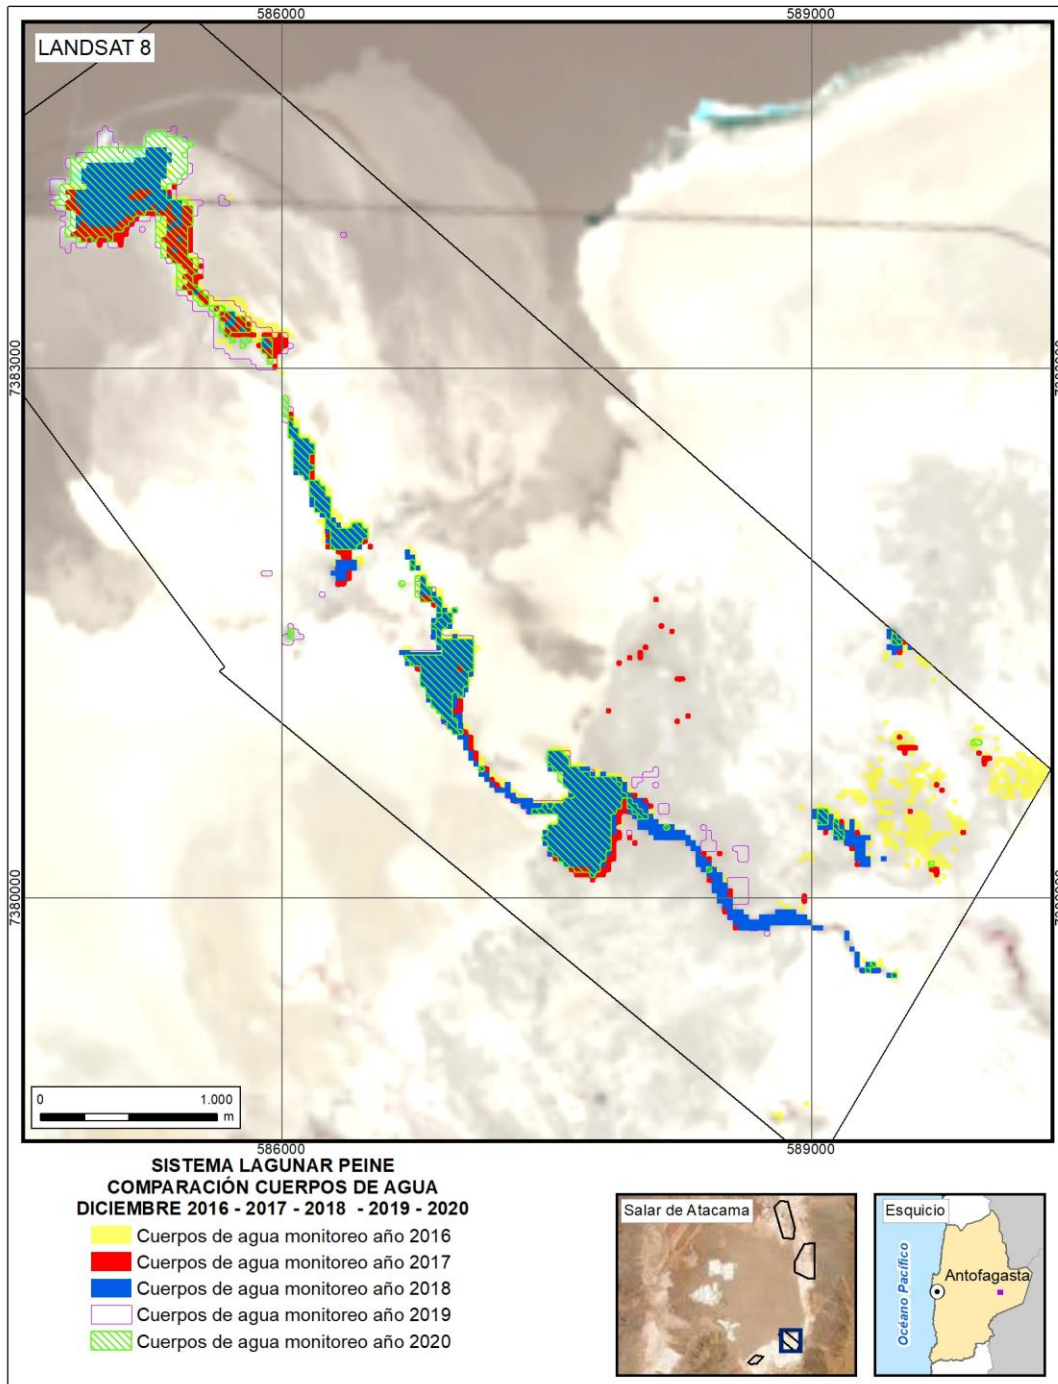 586000
589000
LANDSAT 8
7383000
7380000
0
1.000
m
586000
589000
SISTEMA LAGUNAR PEINE
COMPARACIÓN CUERPOS DE AGUA
DICIEMBRE 2016 - 2017 - 2018 - 2019 - 2020
Cuerpos de agua monitoreo año 2016
Cuerpos de agua monitoreo año 2017
Cuerpos de agua monitoreo año 2018
Cuerpos de agua monitoreo año 2019
Cuerpos de agua monitoreo año 2020
Salar de Atacama
Esquicio
Océano Pacífico
Antofagasta